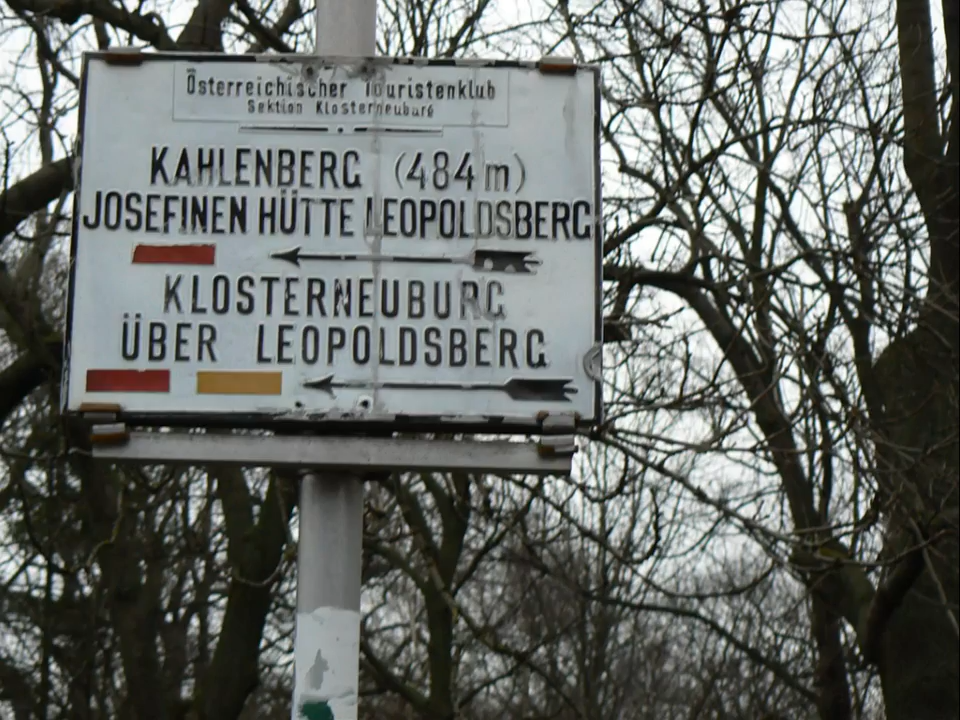 Österreichischer Touristenklub
Sektion Klosterneuburg
KAHLENBERG (484 m)
JOSEFINEN HÜTTE LEOPOLDSBERG
KLOSTERNEUBURG
ÜBER LEOPOLDSBERG